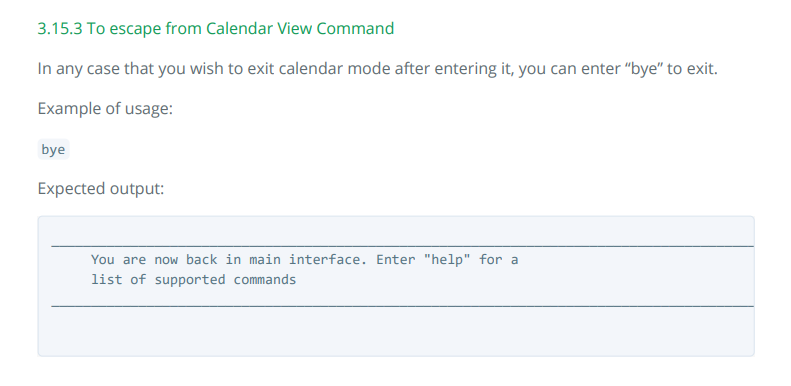 3.15.3 To escape from Calendar View Command
In any case that you wish to exit calendar mode after entering it, you can enter “bye” to exit.
Example of usage:
bye
Expected output:
You are now back in main interface. Enter "help" for a
list of supported commands